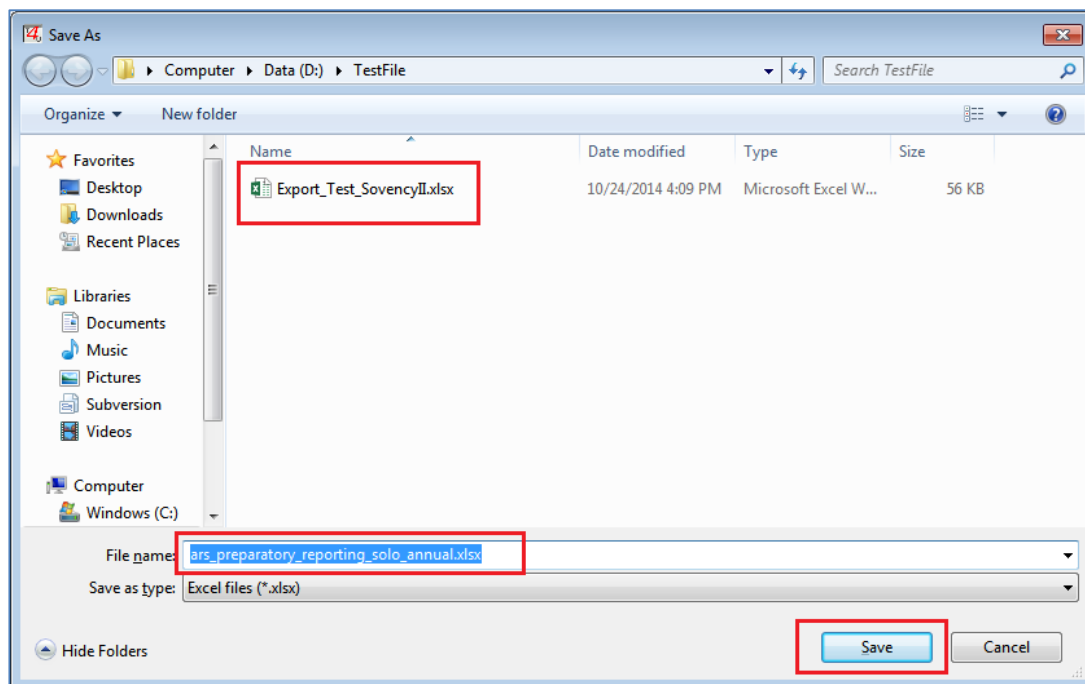 Save As
Computer Data (D:) TestFile
Search TestFile
Organize New folder
Favorites
Desktop
Downloads
Recent Places
Libraries
Documents
Music
Pictures
Subversion
Videos
Computer
Windows (C:)
Name Date modified Type Size
Export_Test_SovencyII.xlsx 10/24/2014 4:09 PM Microsoft Excel W... 56 KB
File name: ars_preparatory_reporting_solo_annual.xlsx
Save as type: Excel files (*.xlsx)
Hide Folders
Save Cancel